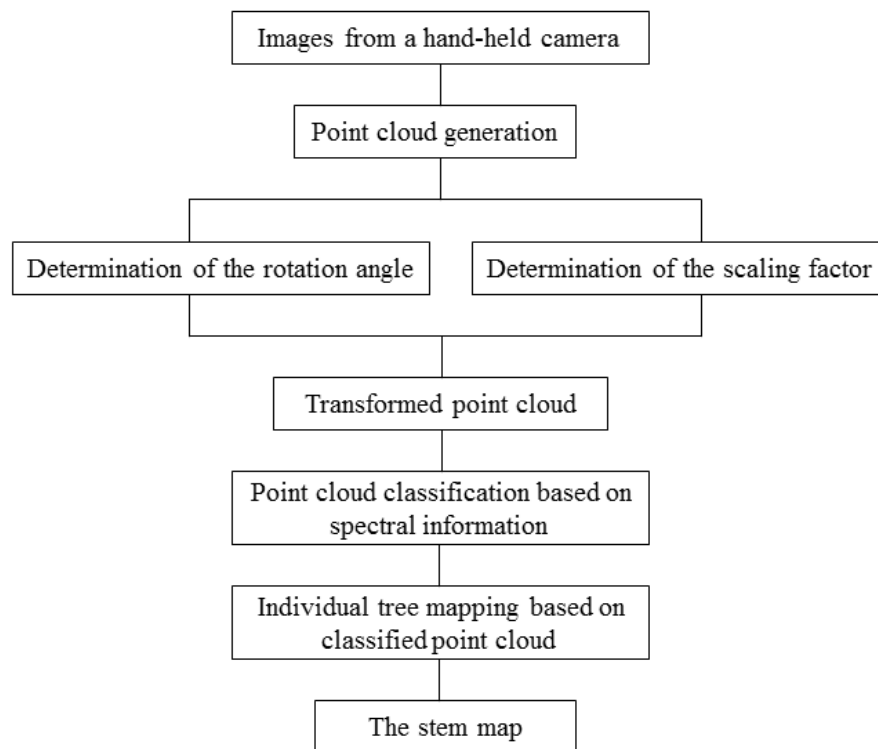 Images from a hand-held camera
Point cloud generation
Determination of the rotation angle
Determination of the scaling factor
Transformed point cloud
Point cloud classification based on
spectral information
Individual tree mapping based on
classified point cloud
The stem map